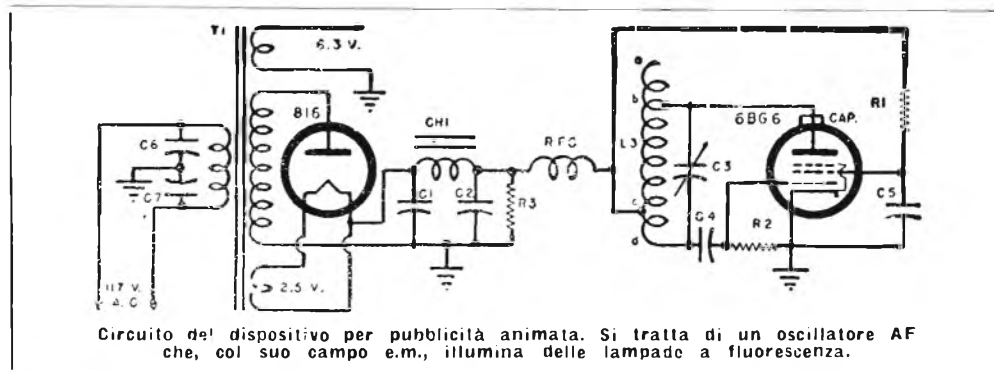 T1
6.3 V.
816
CH1
RFC
a
b
L3
c
d
6BG6
CAP.
R1
C6
C7
C1
C2
R3
C3
C4
R2
C5
2.5 V.
117 V.
A.C
Circuito del dispositivo per pubblicità animata. Si tratta di un oscillatore AF
che, col suo campo e.m., illumina delle lampade a fluorescenza.